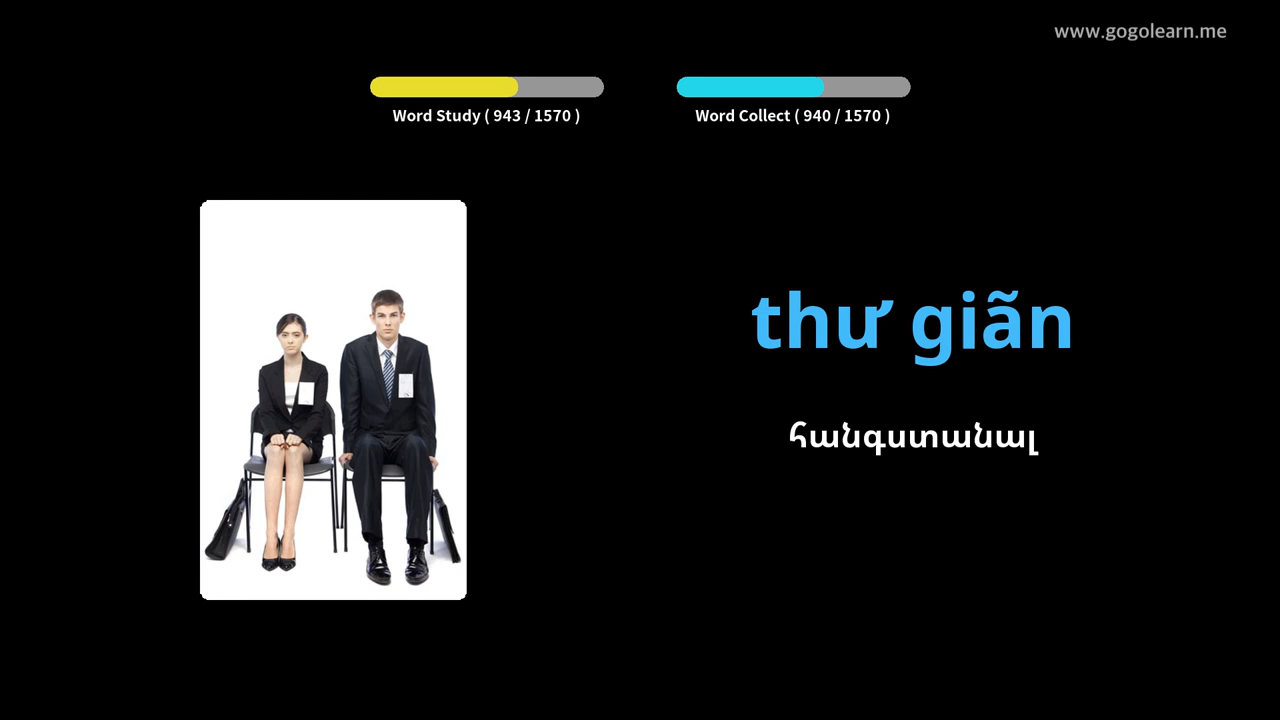 www.gogolearn.me
Word Study ( 943 / 1570 )
Word Collect ( 940 / 1570 )
thư giãn
հանգստանալ